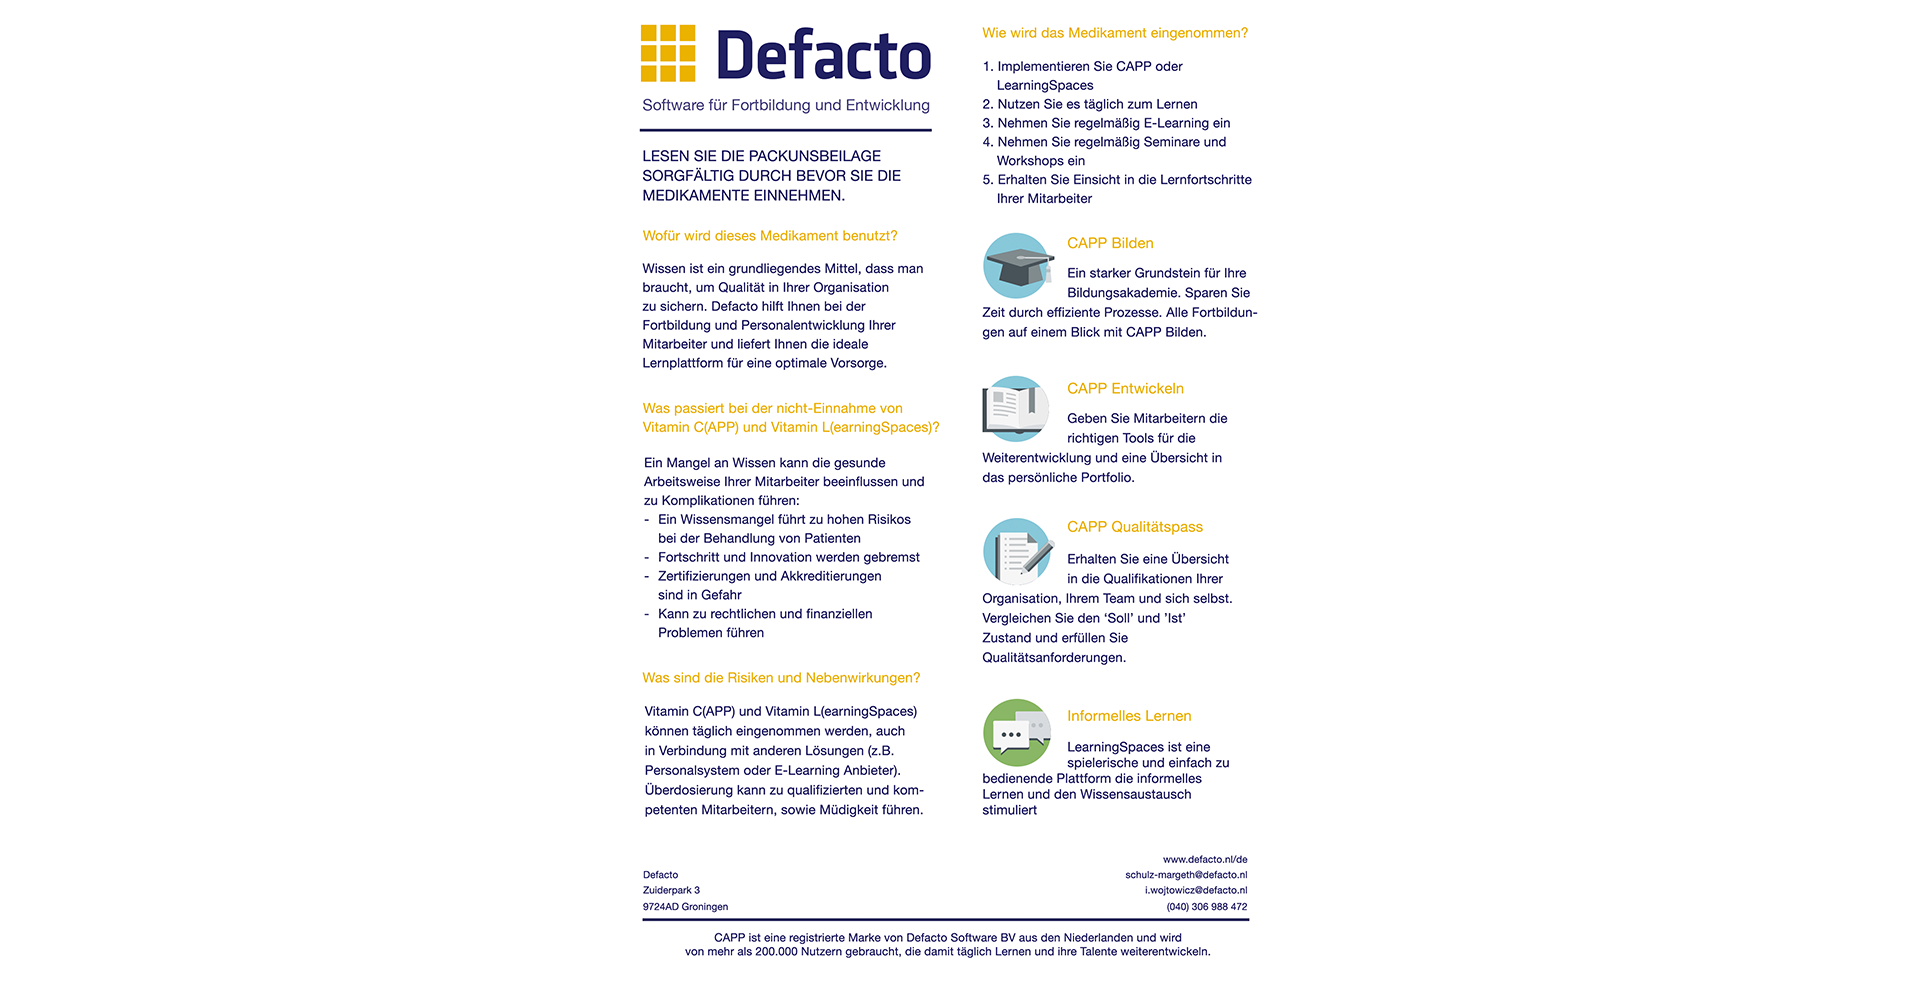 Defacto
Software für Fortbildung und Entwicklung
LESEN SIE DIE PACKUNSBEILAGE
SORGFÄLTIG DURCH BEVOR SIE DIE
MEDIKAMENTE EINNEHMEN.
Wofür wird dieses Medikament benutzt?
Wissen ist ein grundliegendes Mittel, dass man
braucht, um Qualität in Ihrer Organisation
zu sichern. Defacto hilft Ihnen bei der
Fortbildung und Personalentwicklung Ihrer
Mitarbeiter und liefert Ihnen die ideale
Lernplattform für eine optimale Vorsorge.
Was passiert bei der nicht-Einnahme von
Vitamin C(APP) und Vitamin L(earningSpaces)?
Ein Mangel an Wissen kann die gesunde
Arbeitsweise Ihrer Mitarbeiter beeinflussen und
zu Komplikationen führen:
- Ein Wissensmangel führt zu hohen Risikos
bei der Behandlung von Patienten
- Fortschritt und Innovation werden gebremst
- Zertifizierungen und Akkreditierungen
sind in Gefahr
- Kann zu rechtlichen und finanziellen
Problemen führen
Was sind die Risiken und Nebenwirkungen?
Vitamin C(APP) und Vitamin L(earningSpaces)
können täglich eingenommen werden, auch
in Verbindung mit anderen Lösungen (z.B.
Personalsystem oder E-Learning Anbieter).
Überdosierung kann zu qualifizierten und kom-
petenten Mitarbeitern, sowie Müdigkeit führen.
Wie wird das Medikament eingenommen?
1. Implementieren Sie CAPP oder
LearningSpaces
2. Nutzen Sie es täglich zum Lernen
3. Nehmen Sie regelmäßig E-Learning ein
4. Nehmen Sie regelmäßig Seminare und
Workshops ein
5. Erhalten Sie Einsicht in die Lernfortschritte
Ihrer Mitarbeiter
CAPP Bilden
Ein starker Grundstein für Ihre
Bildungsakademie. Sparen Sie
Zeit durch effiziente Prozesse. Alle Fortbildun-
gen auf einem Blick mit CAPP Bilden.
CAPP Entwickeln
Geben Sie Mitarbeitern die
richtigen Tools für die
Weiterentwicklung und eine Übersicht in
das persönliche Portfolio.
CAPP Qualitätspass
Erhalten Sie eine Übersicht
in die Qualifikationen Ihrer
Organisation, Ihrem Team und sich selbst.
Vergleichen Sie den ‘Soll’ und ’Ist’
Zustand und erfüllen Sie
Qualitätsanforderungen.
Informelles Lernen
LearningSpaces ist eine
spielerische und einfach zu
bedienende Plattform die informelles
Lernen und den Wissensaustausch
stimuliert
Defacto
Zuiderpark 3
9724AD Groningen
www.defacto.nl/de
schulz-margeth@defacto.nl
i.wojtowicz@defacto.nl
(040) 306 988 472
CAPP ist eine registrierte Marke von Defacto Software BV aus den Niederlanden und wird
von mehr als 200.000 Nutzern gebraucht, die damit täglich Lernen und ihre Talente weiterentwickeln.